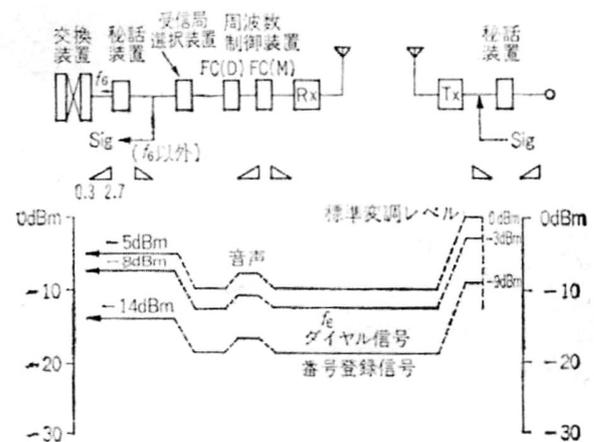 交換
装置
秘話
装置
受信局
選択装置
周波数
制御装置
FC(D) FC(M)
秘話
装置
f6
Rx
Tx
Sig
(f6以外)
Sig
0.3 2.7
0dBm
-10
-20
-30
-5dBm
-8dBm
-14dBm
音声
標準変調レベル
0dBm
-3dBm
-9dBm
ダイヤル信号
番号登録信号
0dBm
-10
-20
-30